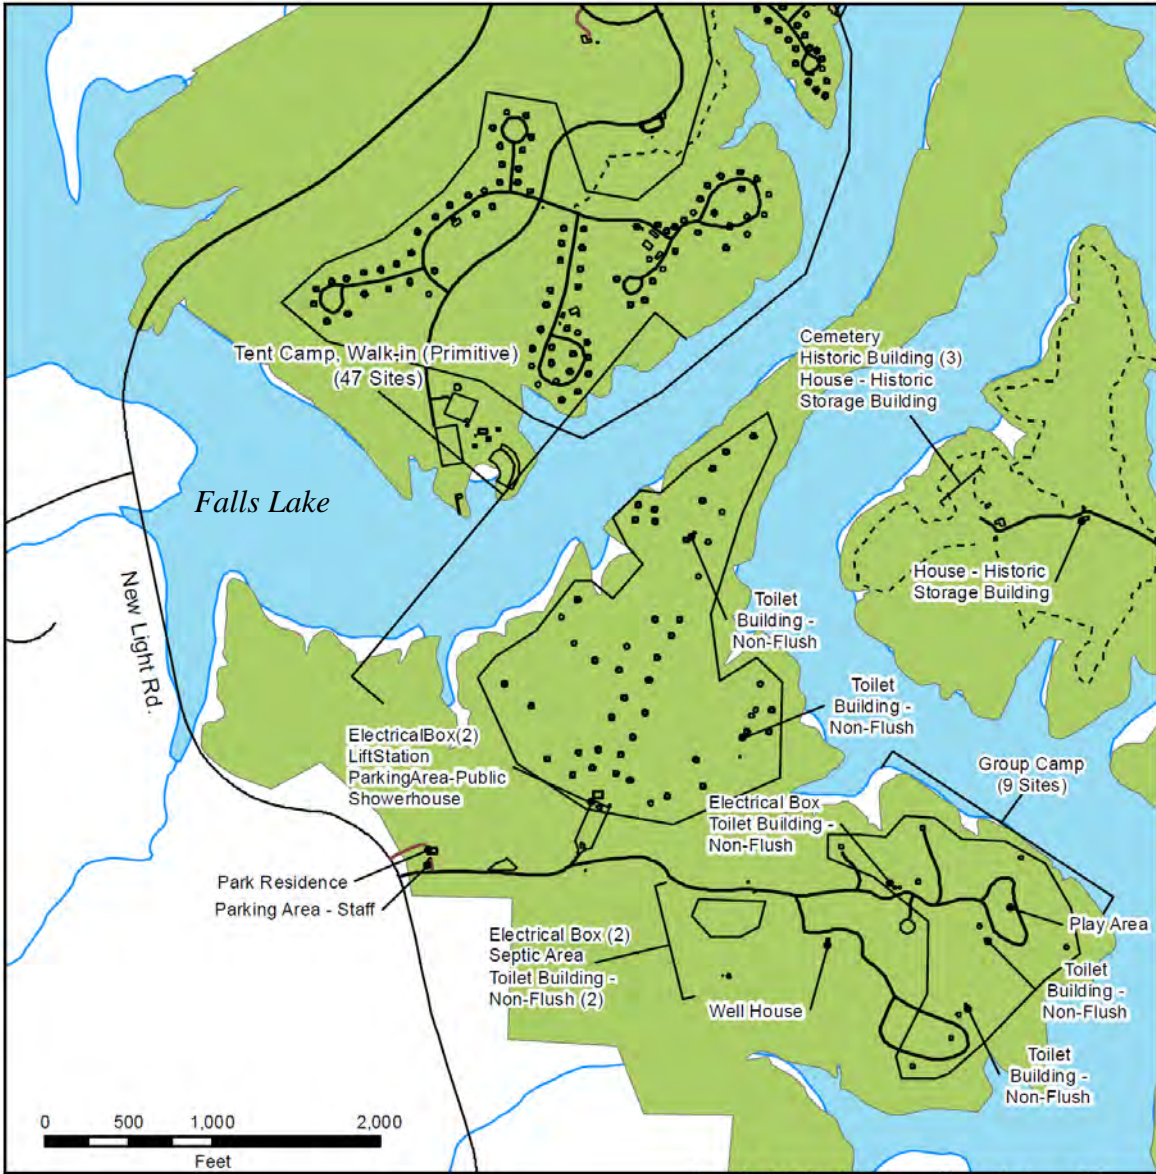 Tent Camp, Walk-in (Primitive)
(47 Sites)
Cemetery
Historic Building (3)
House - Historic
Storage Building
Falls Lake
House - Historic
Storage Building
New Light Rd.
Toilet
Building -
Non-Flush
Toilet
Building -
Non-Flush
ElectricalBox(2)
LiftStation
ParkingArea-Public
Showerhouse
Group Camp
(9 Sites)
Electrical Box
Toilet Building -
Non-Flush
Park Residence
Parking Area - Staff
Play Area
Electrical Box (2)
Septic Area
Toilet Building -
Non-Flush (2)
Well House
Toilet
Building -
Non-Flush
Toilet
Building -
Non-Flush
0 500 1,000 2,000
Feet